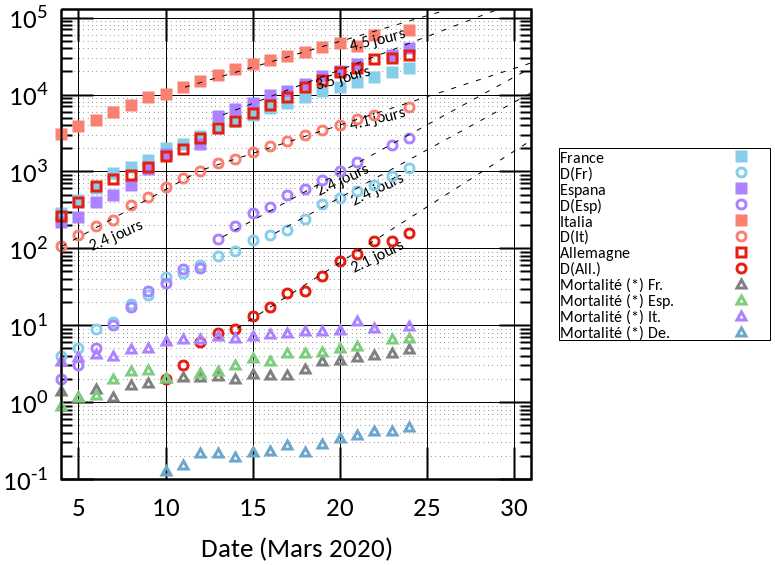 10^5
10^4
10^3
10^2
10^1
10^0
10^-1
4.5 jours
3.5 jours
4.1 jours
2.4 jours
2.4 jours
2.4 jours
2.1 jours
5 10 15 20 25 30
Date (Mars 2020)
France
D(Fr)
Espana
D(Esp)
Italia
D(It)
Allemagne
D(All.)
Mortalité (*) Fr.
Mortalité (*) Esp.
Mortalité (*) It.
Mortalité (*) De.